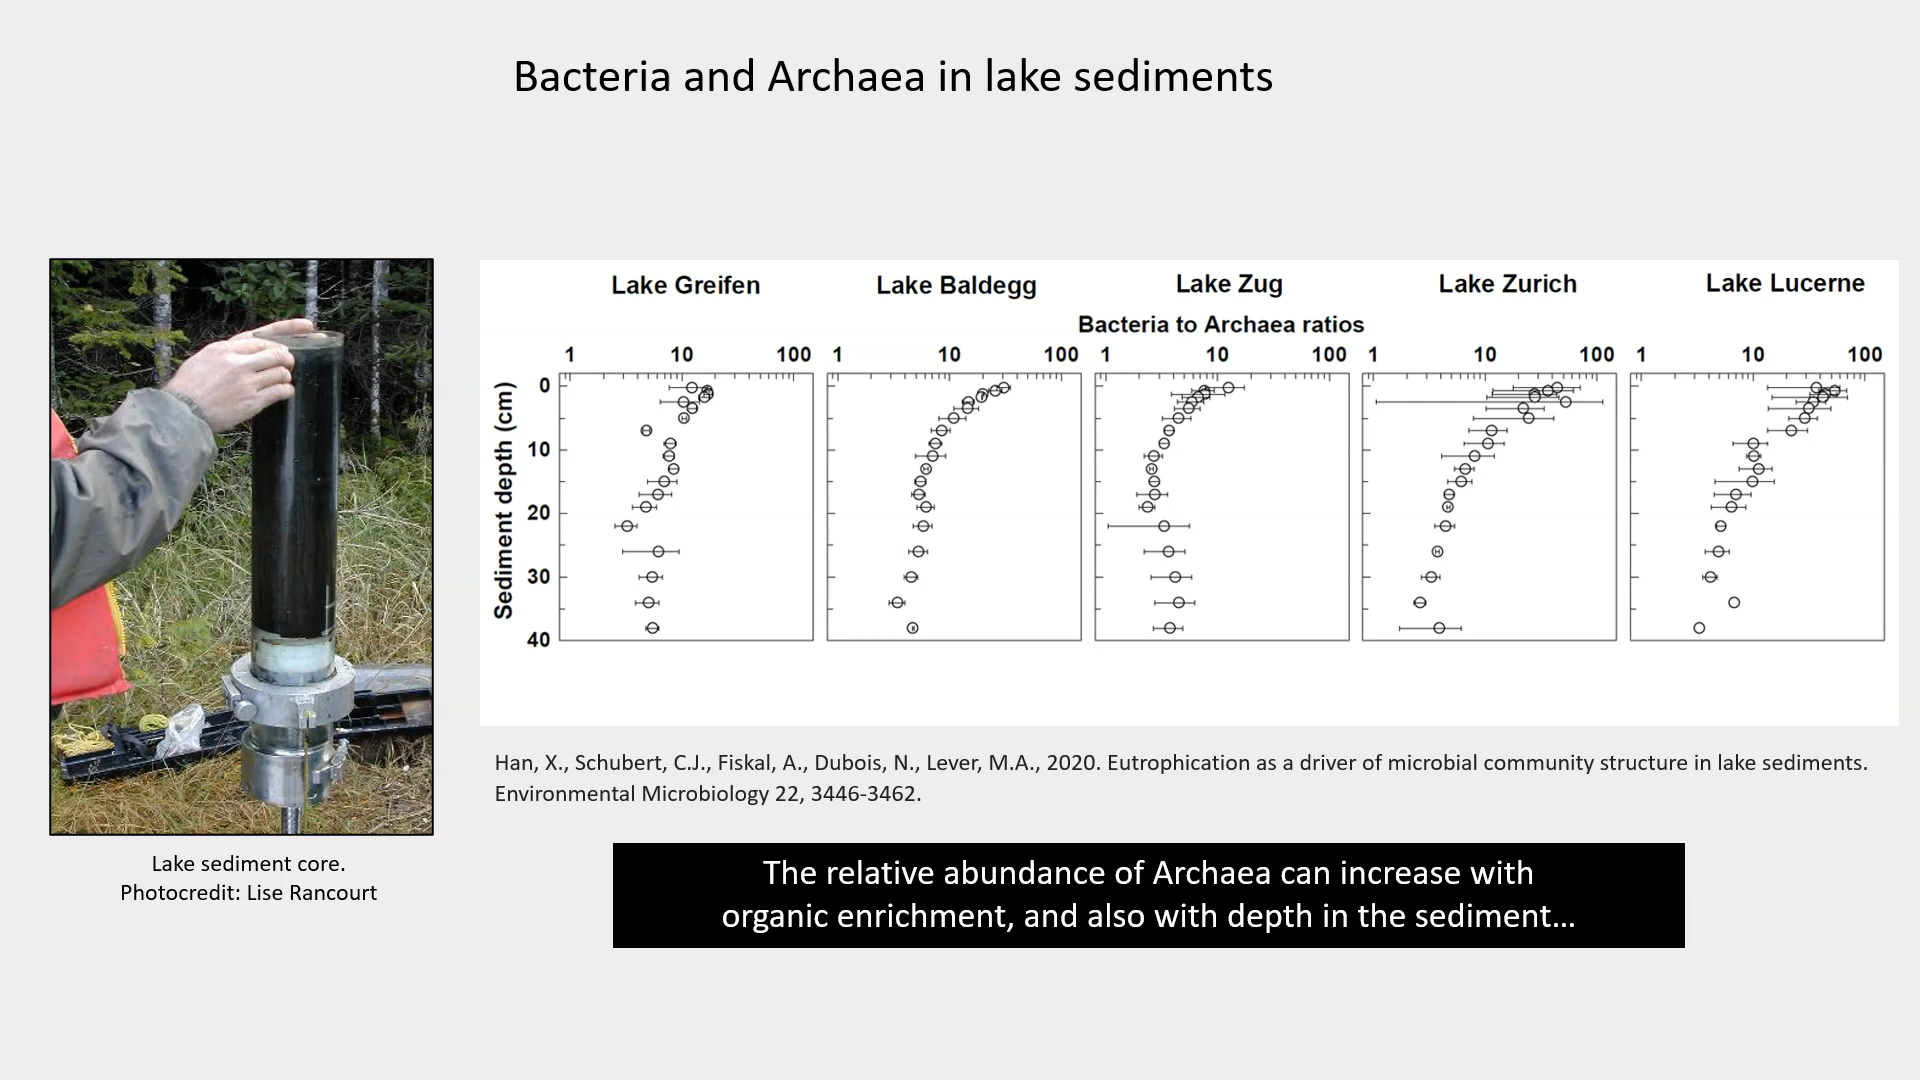 Bacteria and Archaea in lake sediments
Lake Greifen
Lake Baldegg
Lake Zug
Lake Zurich
Lake Lucerne
Bacteria to Archaea ratios
1 10 100 1 10 100 1 10 100 1 10 100 1 10 100
Sediment depth (cm)
0
10
20
30
40
Han, X., Schubert, C.J., Fiskal, A., Dubois, N., Lever, M.A., 2020. Eutrophication as a driver of microbial community structure in lake sediments.
Environmental Microbiology 22, 3446-3462.
Lake sediment core.
Photocredit: Lise Rancourt
The relative abundance of Archaea can increase with
organic enrichment, and also with depth in the sediment…